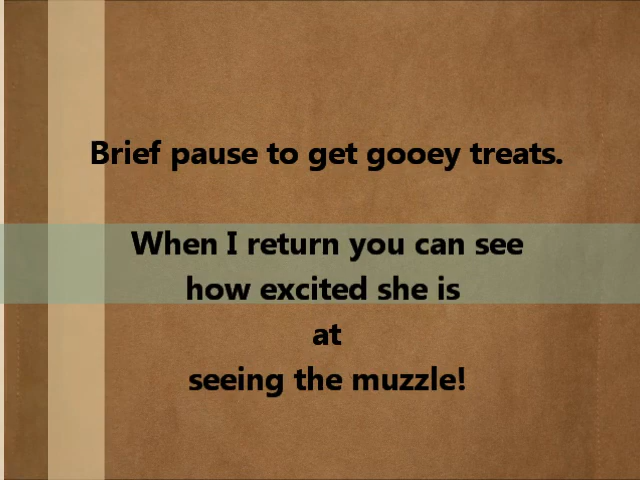 Brief pause to get gooey treats.
When I return you can see
how excited she is
at
seeing the muzzle!